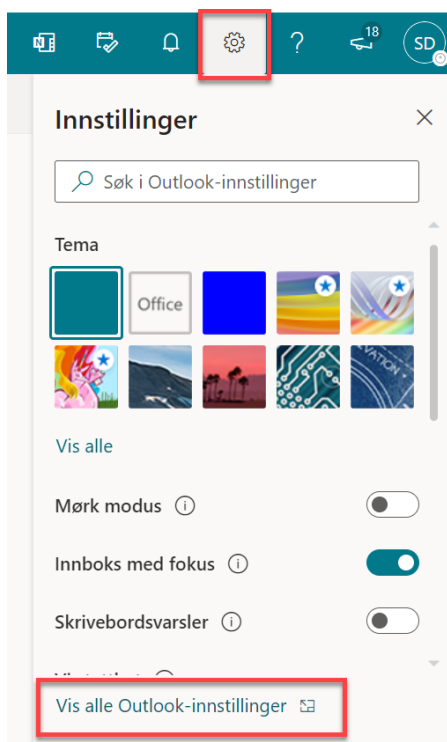 18
SD
Innstillinger
Søk i Outlook-innstillinger
Tema
Office
VATION
Vis alle
Mørk modus
Innboks med fokus
Skrivebordsvarsler
Vis alle Outlook-innstillinger